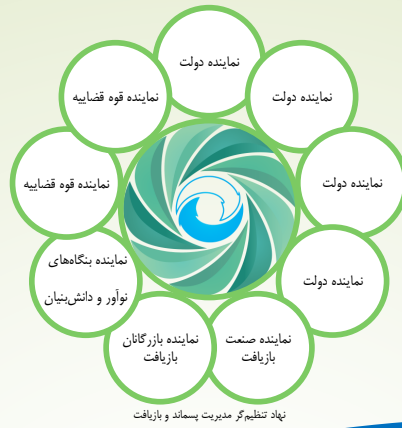 نماینده دولت
نماینده دولت
نماینده دولت
نماینده دولت
نماینده صنعت
بازیافت
نماینده بازرگانان
بازیافت
نماینده بنگاه‌های
نوآور و دانش‌بنیان
نماینده قوه قضاییه
نماینده قوه قضاییه
نهاد تنظیم‌گر مدیریت پسماند و بازیافت